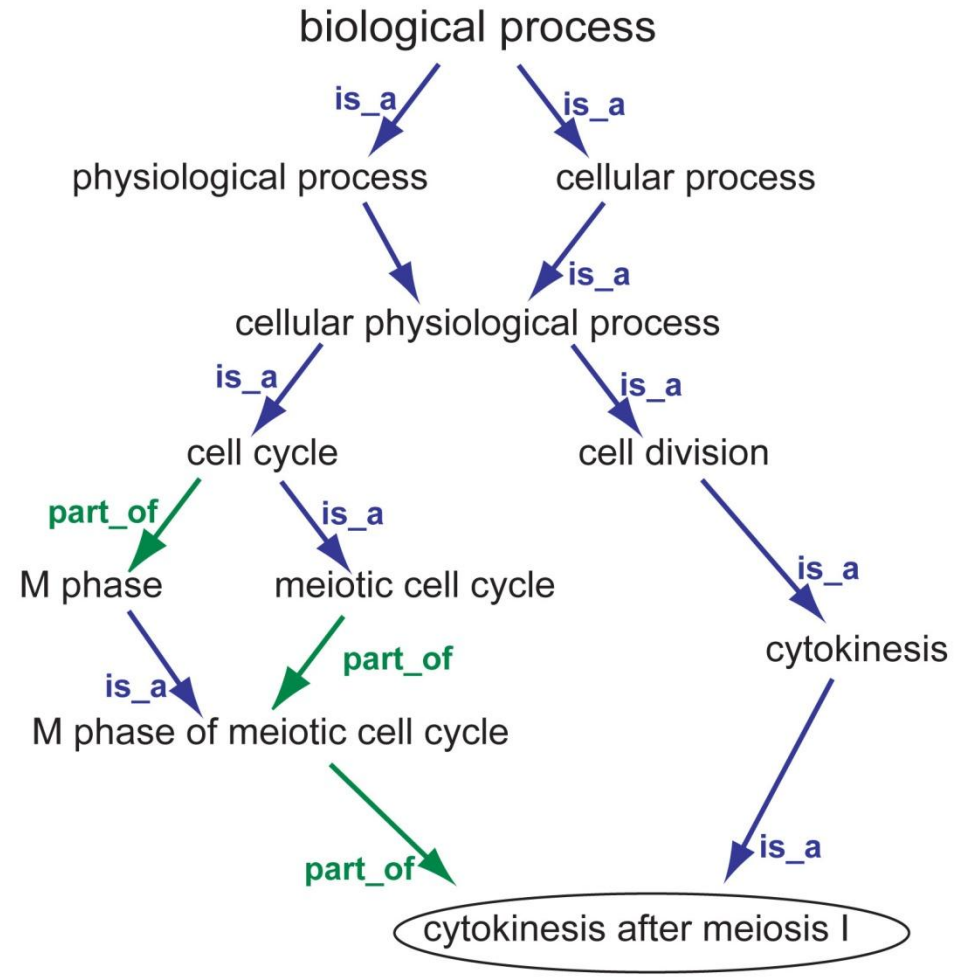 biological process
is_a
is_a
physiological process
cellular process
is_a
cellular physiological process
is_a
is_a
cell cycle
cell division
part_of
is_a
is_a
M phase
meiotic cell cycle
cytokinesis
part_of
is_a
M phase of meiotic cell cycle
is_a
part_of
cytokinesis after meiosis I